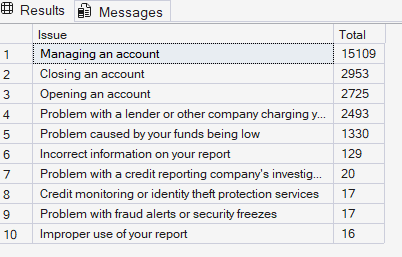 Results Messages
Issue Total
1 Managing an account 15109
2 Closing an account 2953
3 Opening an account 2725
4 Problem with a lender or other company charging y... 2493
5 Problem caused by your funds being low 1330
6 Incorrect information on your report 129
7 Problem with a credit reporting company's investig... 20
8 Credit monitoring or identity theft protection services 17
9 Problem with fraud alerts or security freezes 17
10 Improper use of your report 16